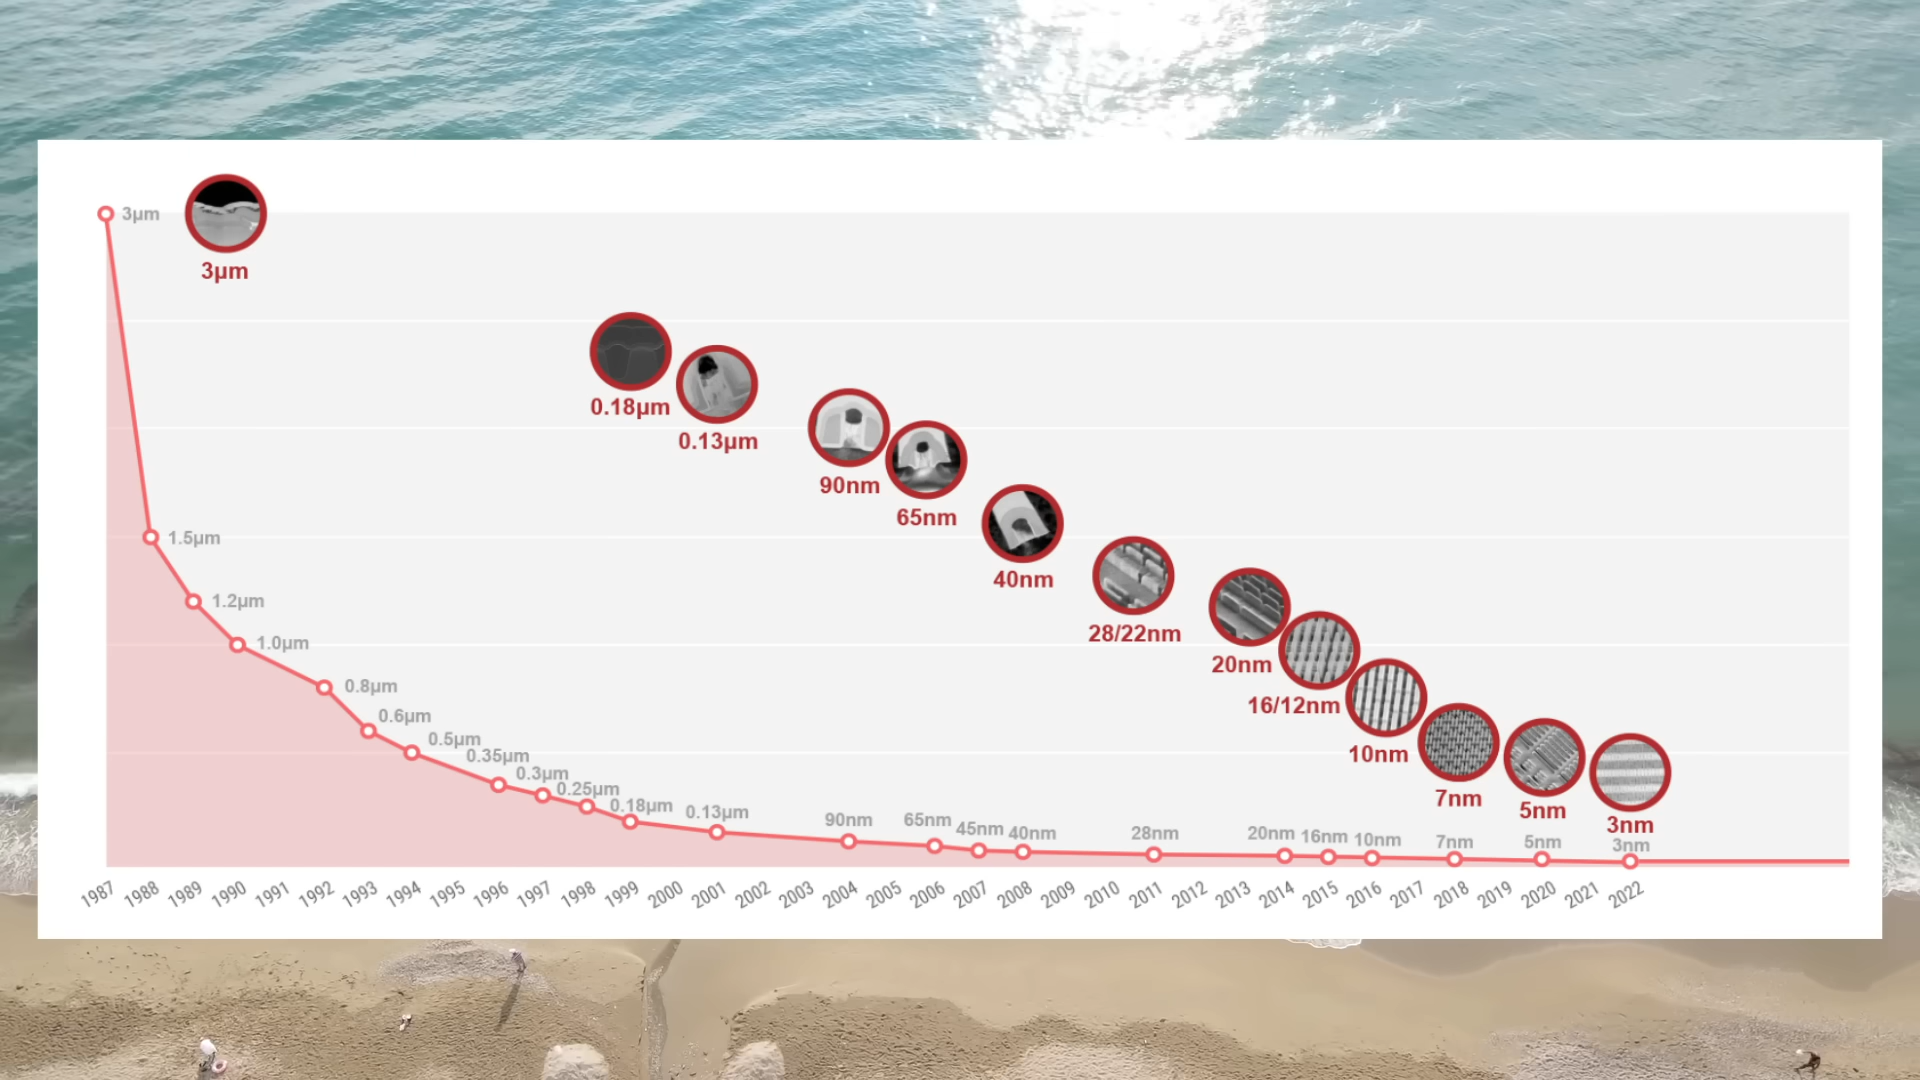 3µm
3µm
0.18µm
0.13µm
90nm
65nm
1.5µm
40nm
1.2µm
28/22nm
1.0µm
20nm
0.8µm
16/12nm
0.6µm
0.5µm
0.35µm
10nm
0.3µm
0.25µm
7nm
0.18µm
0.13µm
5nm
90nm
65nm
45nm
40nm
28nm
20nm
16nm
10nm
7nm
5nm
3nm
3nm
1987 1988 1989 1990 1991 1992 1993 1994 1995 1996 1997 1998 1999 2000 2001 2002 2003 2004 2005 2006 2007 2008 2009 2010 2011 2012 2013 2014 2015 2016 2017 2018 2019 2020 2021 2022